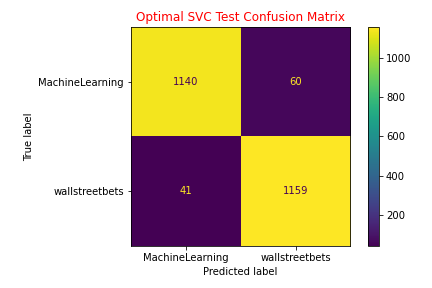 Optimal SVC Test Confusion Matrix
MachineLearning
1140
60
wallstreetbets
41
1159
True label
MachineLearning
wallstreetbets
Predicted label
1000
800
600
400
200